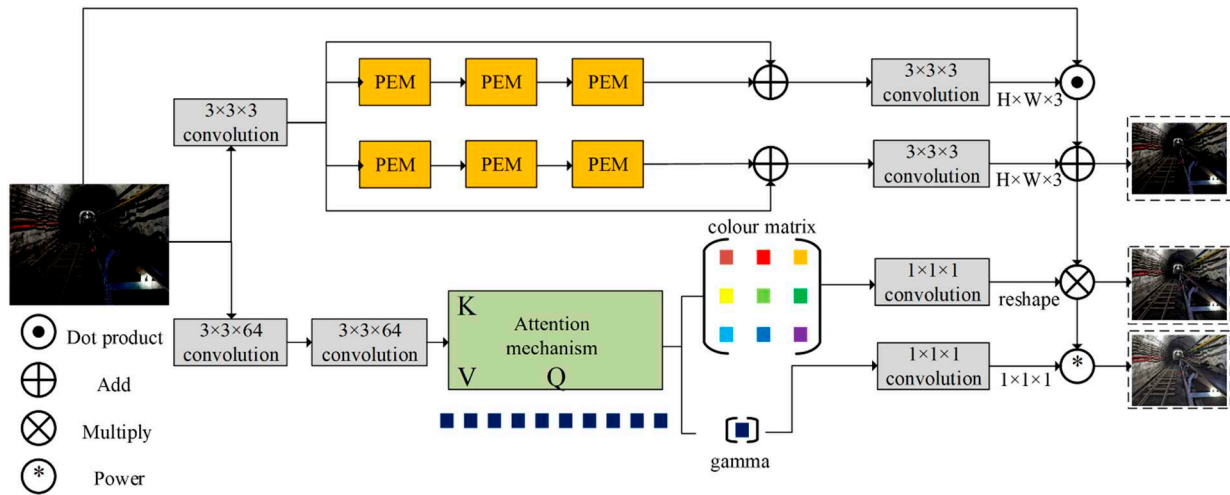 PEM PEM PEM
3×3×3
convolution
H×W×3
3×3×3
convolution
PEM PEM PEM
3×3×3
convolution
H×W×3
colour matrix
1×1×1
convolution
reshape
K
Attention
mechanism
V Q
3×3×64
convolution
3×3×64
convolution
1×1×1
convolution
1×1×1
gamma
Dot product
Add
Multiply
Power